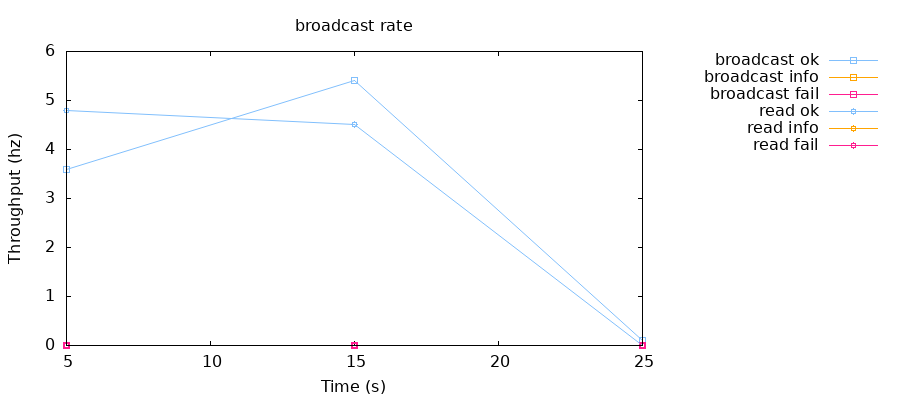 broadcast rate
6
5
4
3
2
1
0
5
10
15
20
25
Throughput (hz)
Time (s)
broadcast ok
broadcast info
broadcast fail
read ok
read info
read fail